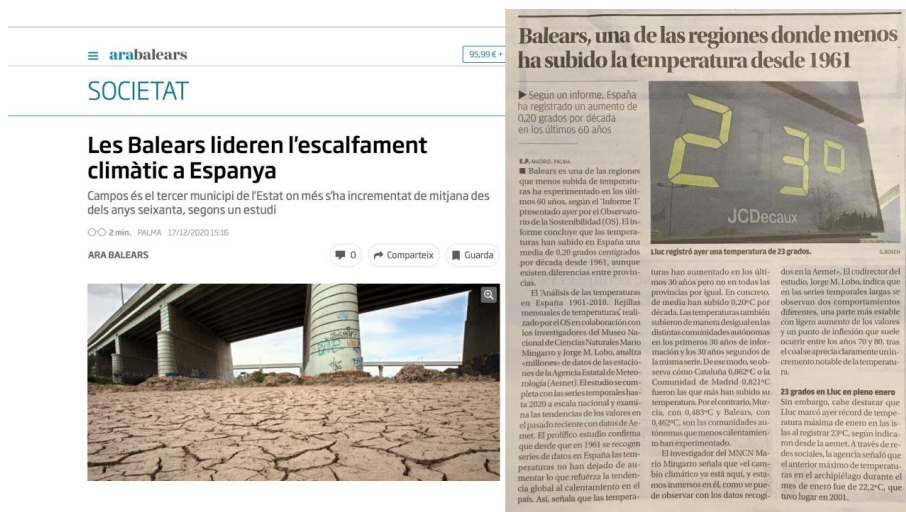 arabalears
95,99 € +
SOCIETAT
Les Balears lideren l'escalfament
climàtic a Espanya
Campos és el tercer municipi de l'Estat on més s'ha incrementat de mitjana des
dels anys seixanta, segons un estudi
2 min. PALMA 17/12/2020 15:16
ARA BALEARS
0
Comparteix
Guarda
Balears, una de las regiones donde menos
ha subido la temperatura desde 1961
Según un informe, España
ha registrado un aumento de
0,20 grados por década
en los últimos 60 años
E.P. MADRID. PALMA
Balears es una de las regiones
que menos subida de temperatu-
ras ha experimentado en los últi-
mos 60 años, según el 'Informe T'
presentado ayer por el Observato-
rio de la Sostenibilidad (OS). El in-
forme concluye que las tempera-
turas han subido en España una
media de 0,20 grados centígrados
por década desde 1961, aunque
existen diferencias entre provin-
cias.
El 'Análisis de las temperaturas
en España 1961-2018. Rejillas
mensuales de temperaturas', reali-
zado por el OS en colaboración con
los investigadores del Museo Na-
cional de Ciencias Naturales Mario
Mingarro y Jorge M. Lobo, analiza
«millones» de datos de las estacio-
nes de la Agencia Estatal de Meteo-
rología (Aemet). El estudio se com-
pleta con las series temporales has-
ta 2020 a escala nacional y exami-
na las tendencias de los valores en
el pasado reciente con datos de Ae-
met. El prolífico estudio confirma
que desde que en 1961 se recogen
series de datos en España las tem-
peraturas no han dejado de au-
mentar lo que refuerza la tenden-
cia global al calentamiento en el
país. Así, señala que las tempera-
23º
JCDecaux
Lluc registró ayer una temperatura de 23 grados.
G.BOSCH
turas han aumentado en los últi-
mos 30 años pero no en todas las
provincias por igual. En concreto,
de media han subido 0,20ºC por
década. Las temperaturas también
subieron de manera desigual en las
distintas comunidades autónomas
en los primeros 30 años de infor-
mación y los 30 años segundos de
la misma serie. De ese modo, se ob-
serva cómo Cataluña 0,862ºC o la
Comunidad de Madrid 0,821ºC
fueron las que más han subido su
temperatura. Por el contrario, Mur-
cia, con 0,483ºC y Balears, con
0,462ºC, son las comunidades au-
tónomas que menos calentamien-
to han experimentado.
El investigador del MNCN Ma-
rio Mingarro señala que «el cam-
bio climático ya está aquí, y esta-
mos inmersos en él, como se pue-
de observar con los datos recogi-
dos en la Aemet». El codirector del
estudio, Jorge M. Lobo, indica que
en las series temporales largas se
observan dos comportamientos
diferentes, una parte más estable
con ligero aumento de los valores
y un punto de inflexión que suele
ocurrir entre los años 70 y 80, tras
el cual se aprecia claramente un in-
cremento notable de la temperatu-
ra.
23 grados en Lluc en pleno enero
Sin embargo, cabe destacar que
Lluc marcó ayer récord de tempe-
ratura máxima de enero en las is-
las al registrar 23ºC, según indica-
ron desde la aemet. A través de re-
des sociales, la agencia señaló que
el anterior máximo de temperatu-
ras en el archipiélago durante el
mes de enero fue de 22,2ºC, que
tuvo lugar en 2001.